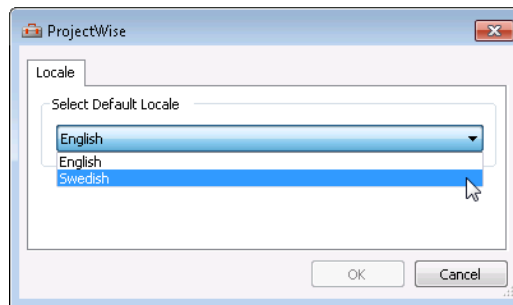 ProjectWise
Locale
Select Default Locale
English
English
Swedish
OK
Cancel